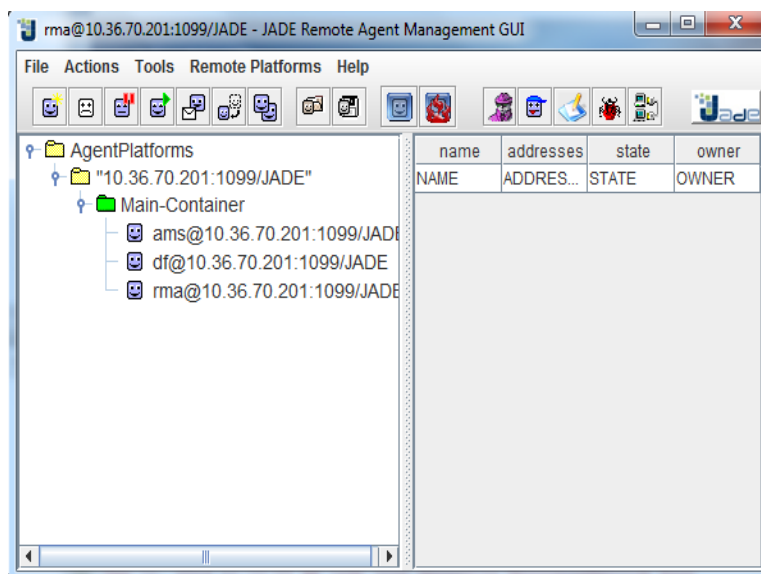 rma@10.36.70.201:1099/JADE - JADE Remote Agent Management GUI
File Actions Tools Remote Platforms Help
Jade
AgentPlatforms
"10.36.70.201:1099/JADE"
Main-Container
ams@10.36.70.201:1099/JADE
df@10.36.70.201:1099/JADE
rma@10.36.70.201:1099/JADE
name addresses state owner
NAME ADDRES... STATE OWNER